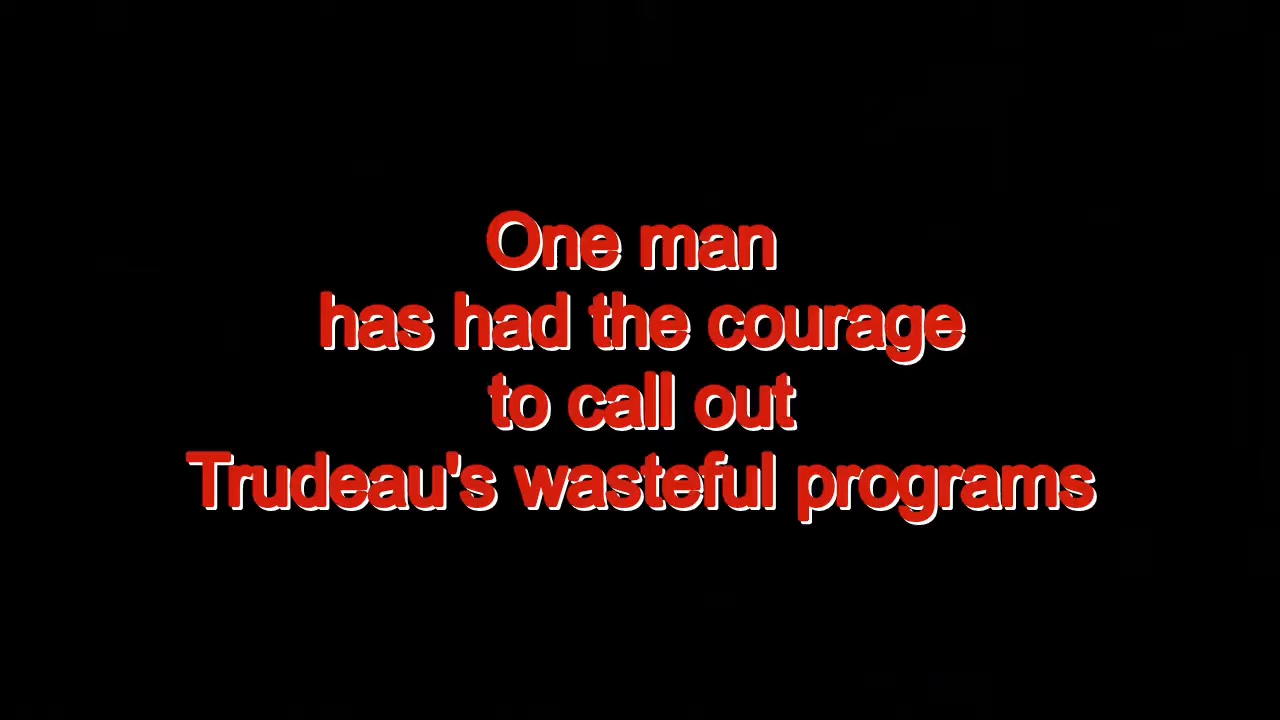 One man
has had the courage
to call out
Trudeau's wasteful programs